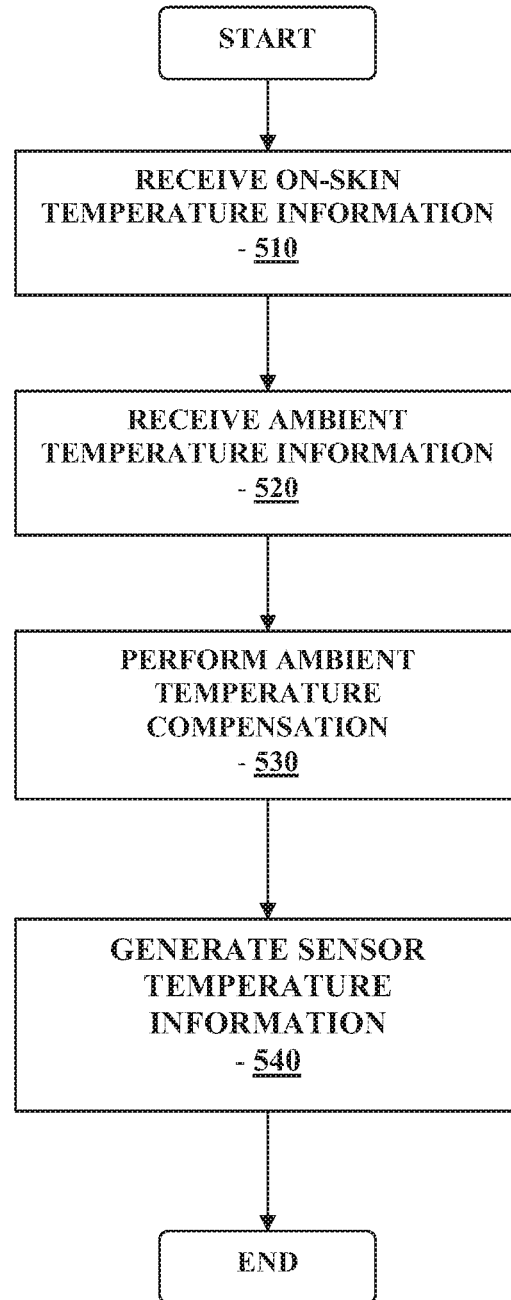 START
RECEIVE ON-SKIN
TEMPERATURE INFORMATION
- 510
RECEIVE AMBIENT
TEMPERATURE INFORMATION
- 520
PERFORM AMBIENT
TEMPERATURE
COMPENSATION
- 530
GENERATE SENSOR
TEMPERATURE
INFORMATION
- 540
END